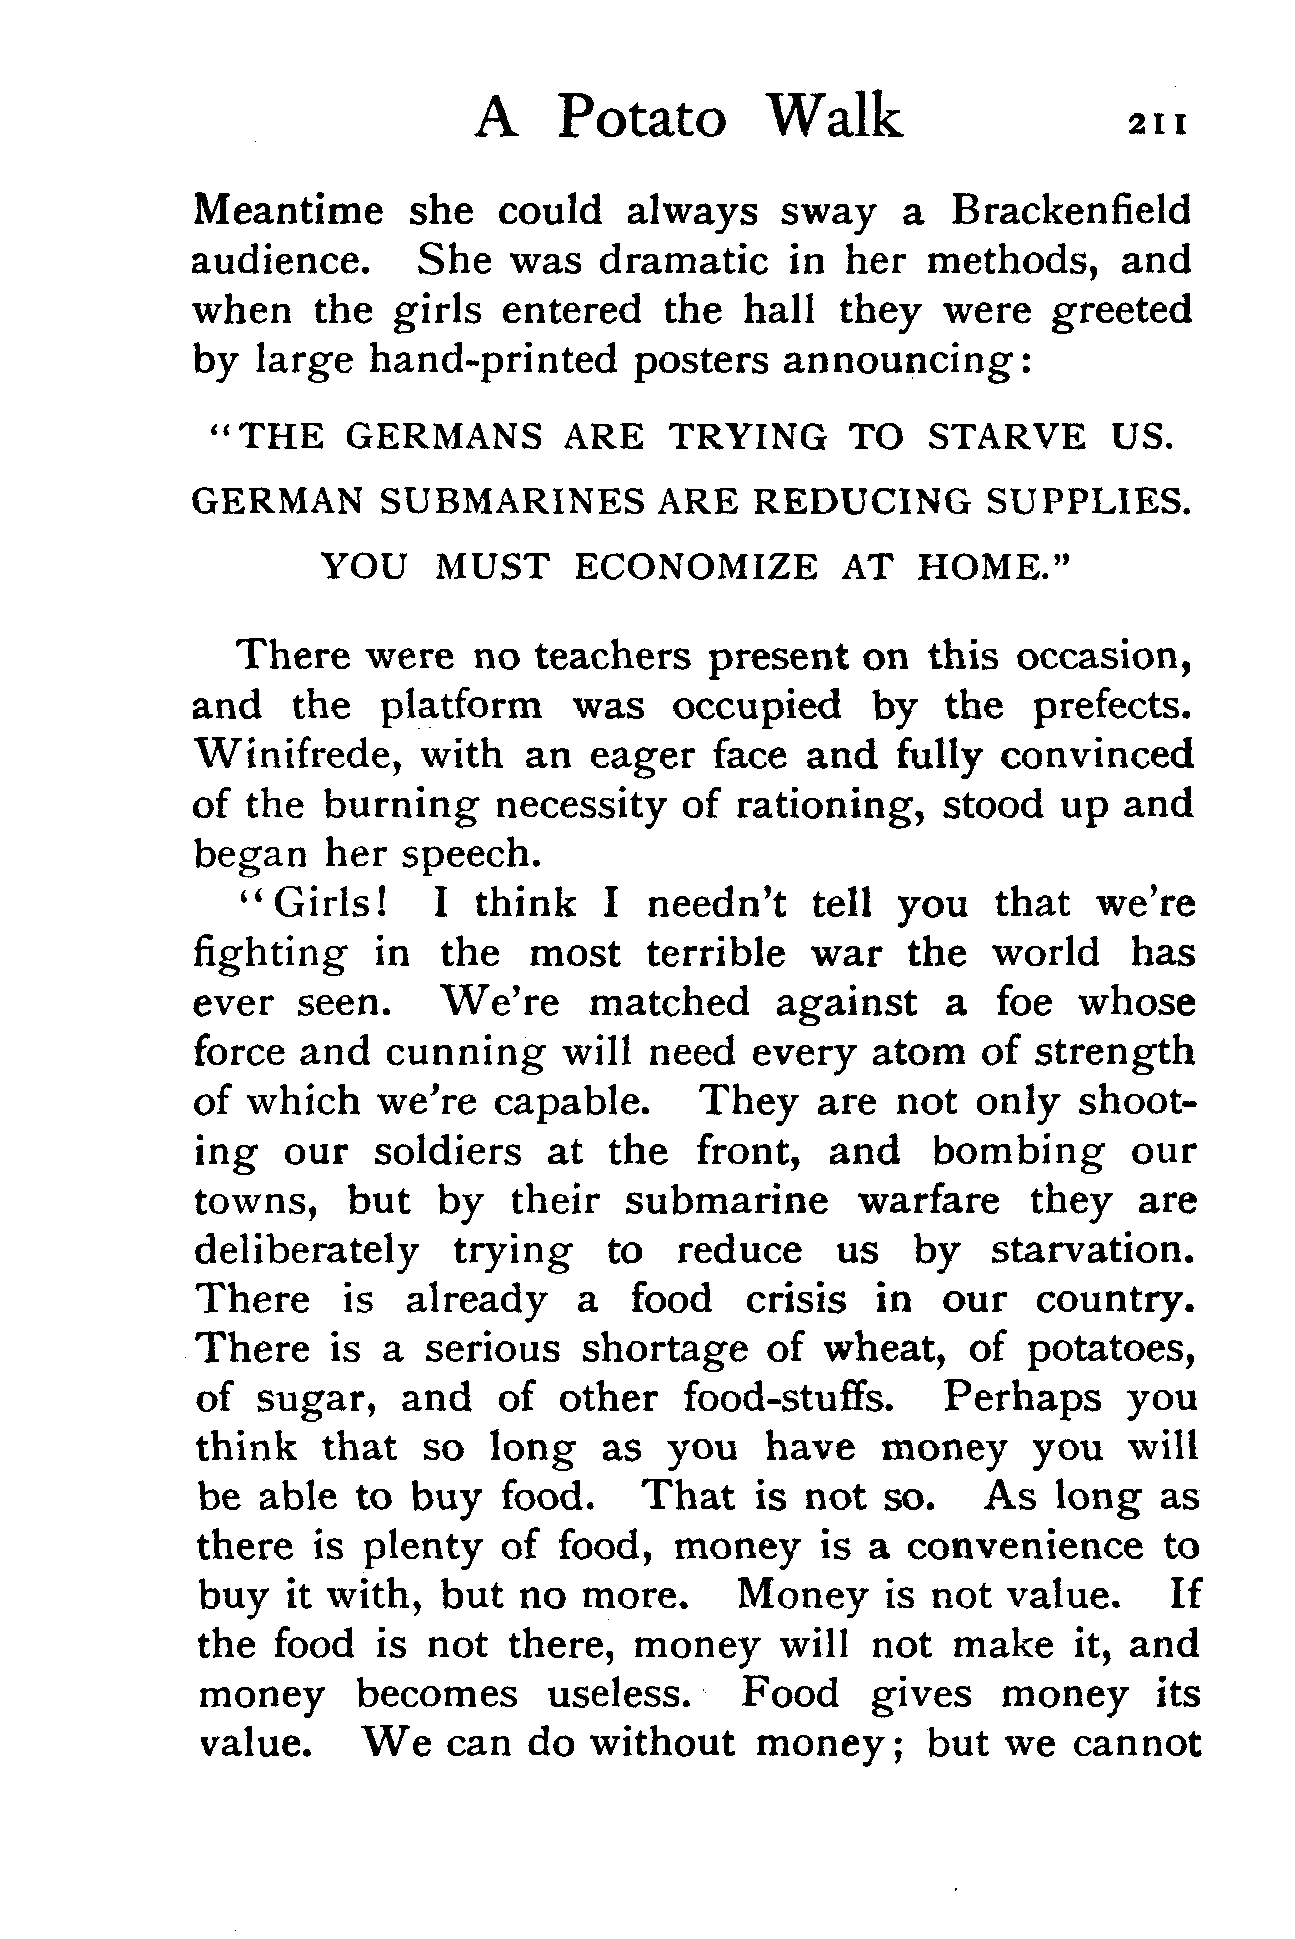 A Potato Walk 211
Meantime she could always sway a Brackenfield
audience. She was dramatic in her methods, and
when the girls entered the hall they were greeted
by large hand-printed posters announcing:
"THE GERMANS ARE TRYING TO STARVE US.
GERMAN SUBMARINES ARE REDUCING SUPPLIES.
YOU MUST ECONOMIZE AT HOME."
There were no teachers present on this occasion,
and the platform was occupied by the prefects.
Winifrede, with an eager face and fully convinced
of the burning necessity of rationing, stood up and
began her speech.
"Girls! I think I needn't tell you that we're
fighting in the most terrible war the world has
ever seen. We're matched against a foe whose
force and cunning will need every atom of strength
of which we're capable. They are not only shoot-
ing our soldiers at the front, and bombing our
towns, but by their submarine warfare they are
deliberately trying to reduce us by starvation.
There is already a food crisis in our country.
There is a serious shortage of wheat, of potatoes,
of sugar, and of other food-stuffs. Perhaps you
think that so long as you have money you will
be able to buy food. That is not so. As long as
there is plenty of food, money is a convenience to
buy it with, but no more. Money is not value. If
the food is not there, money will not make it, and
money becomes useless. Food gives money its
value. We can do without money; but we cannot